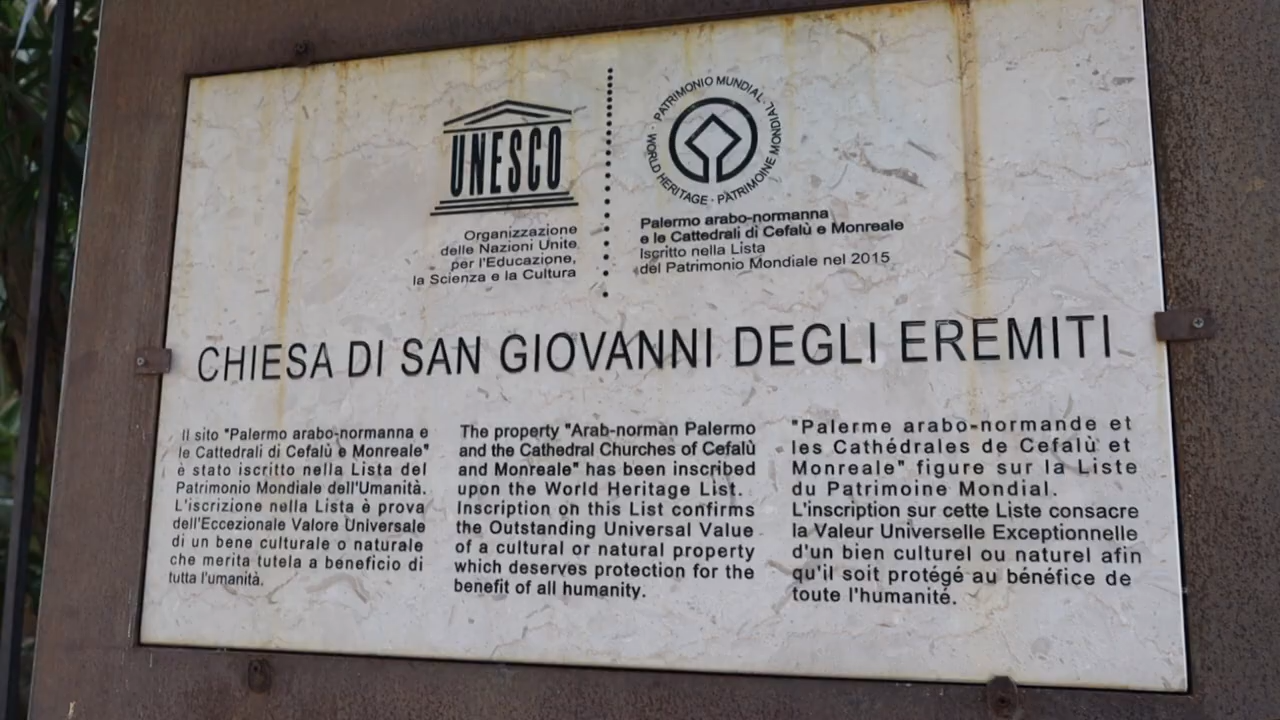 UNESCO
Organizzazione
delle Nazioni Unite
per l'Educazione,
la Scienza e la Cultura
PATRIMONIO MUNDIAL · WORLD HERITAGE · PATRIMOINE MONDIAL ·
Palermo arabo-normanna
e le Cattedrali di Cefalù e Monreale
Iscritto nella Lista
del Patrimonio Mondiale nel 2015
CHIESA DI SAN GIOVANNI DEGLI EREMITI
Il sito "Palermo arabo-normanna e
le Cattedrali di Cefalù e Monreale"
è stato iscritto nella Lista del
Patrimonio Mondiale dell'Umanità.
L'iscrizione nella Lista è prova
dell'Eccezionale Valore Universale
di un bene culturale o naturale
che merita tutela a beneficio di
tutta l'umanità.
The property "Arab-norman Palermo
and the Cathedral Churches of Cefalù
and Monreale" has been inscribed
upon the World Heritage List.
Inscription on this List confirms
the Outstanding Universal Value
of a cultural or natural property
which deserves protection for the
benefit of all humanity.
"Palerme arabo-normande et
les Cathédrales de Cefalù et
Monreale" figure sur la Liste
du Patrimoine Mondial.
L'inscription sur cette Liste consacre
la Valeur Universelle Exceptionnelle
d'un bien culturel ou naturel afin
qu'il soit protégé au bénéfice de
toute l'humanité.